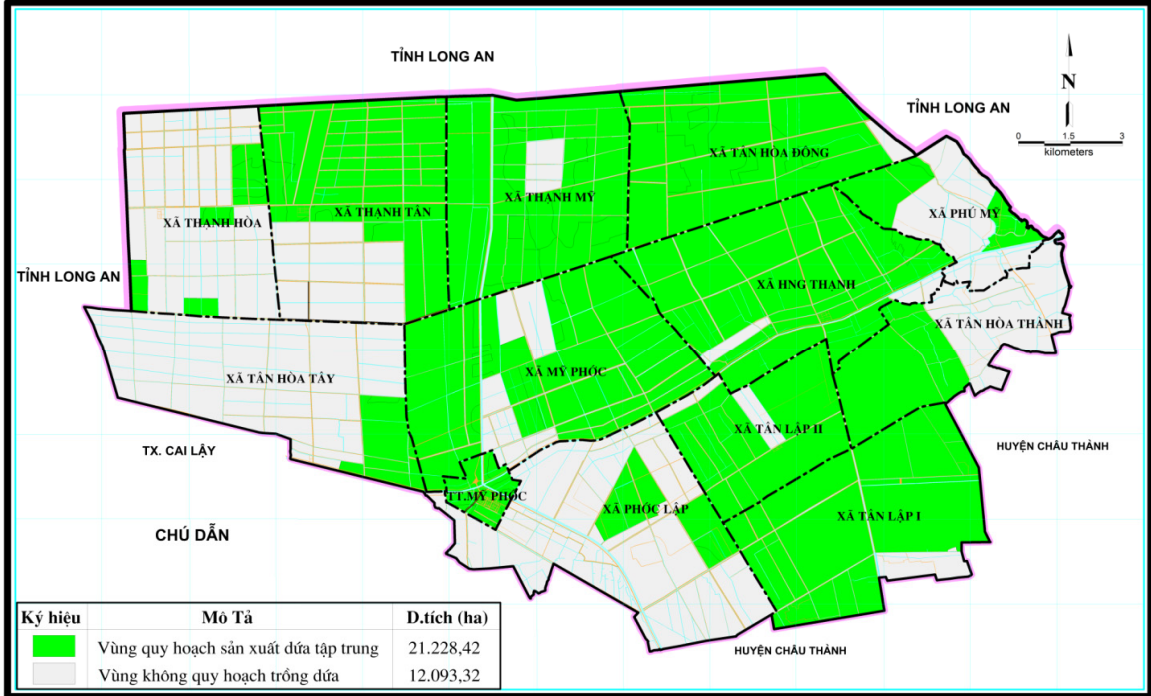 TỈNH LONG AN
N
TỈNH LONG AN
0 1.5 3
kilometers
XÃ TÂN HÒA ĐÔNG
XÃ THẠNH MỸ
XÃ THẠNH TÂN
XÃ THẠNH HÒA
XÃ PHÚ MỸ
TỈNH LONG AN
XÃ HNG THẠNH
XÃ TÂN HÒA THÀNH
XÃ MỸ PHỚC
XÃ TÂN HÒA TÂY
XÃ TÂN LẬP II
HUYỆN CHÂU THÀNH
TX. CAI LẬY
TT.MỸ PHỚC
XÃ PHỚC LẬP
XÃ TÂN LẬP I
CHÚ DẪN
Ký hiệu Mô Tả D.tích (ha)
Vùng quy hoạch sản xuất dứa tập trung 21.228,42
Vùng không quy hoạch trồng dứa 12.093,32
HUYỆN CHÂU THÀNH